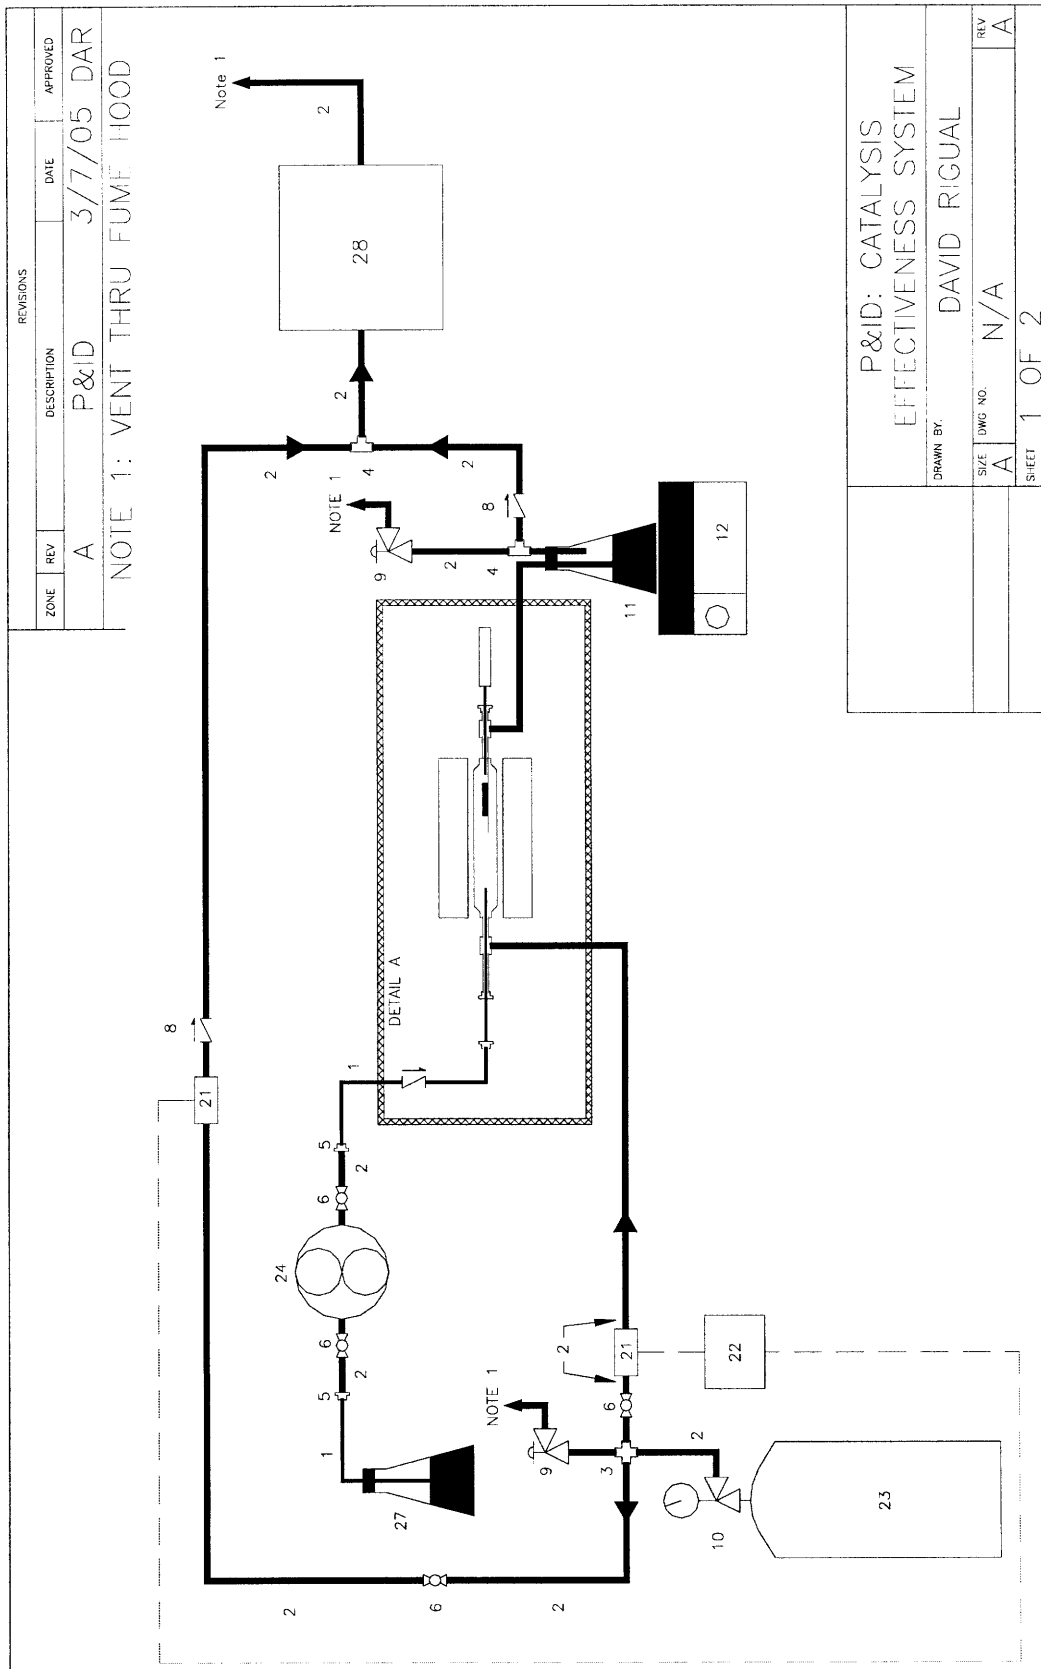 REVISIONS
ZONE REV DESCRIPTION DATE APPROVED
A P&ID 3/7/05 DAR
NOTE 1: VENT THRU FUME HOOD
8
21
2
2
2
Note 1
28
2
4
2
NOTE 1
9
2
4
8
24
6
6
5
5
2
2
1
1
27
DETAIL A
11
12
NOTE 1
9
3
6
2
21
22
2
10
23
2
6
2
P&ID: CATALYSIS
EFFECTIVENESS SYSTEM
DRAWN BY.
DAVID RIGUAL
SIZE DWG NO. REV
A N/A A
SHEET 1 OF 2